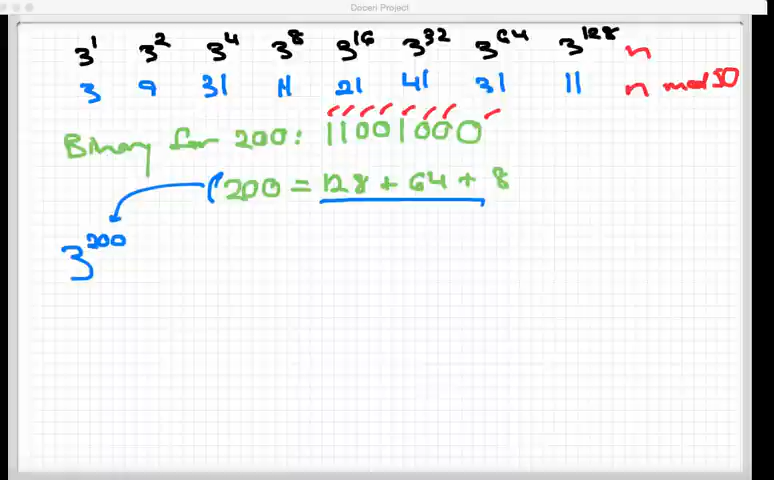 Doceri Project
3^1 3^2 3^4 3^8 3^16 3^32 3^64 3^128 n
3 9 31 11 21 41 31 11 n mod 50
Binary for 200: 11001000
200 = 128 + 64 + 8
3^200